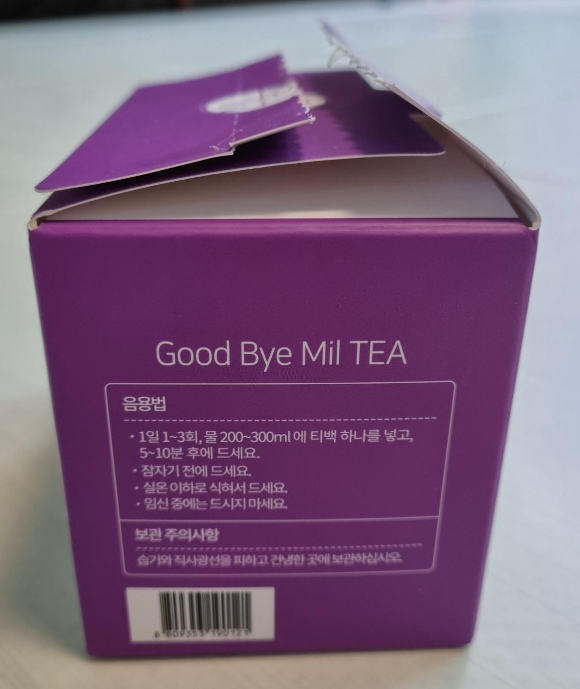 Good Bye Mil TEA
음용법
· 1일 1~3회, 물 200~300ml 에 티백 하나를 넣고,
5~10분 후에 드세요.
· 잠자기 전에 드세요.
· 실온 이하로 식혀서 드세요.
· 임신 중에는 드시지 마세요.
보관 주의사항
습기와 직사광선을 피하고 건냉한 곳에 보관하십시오.